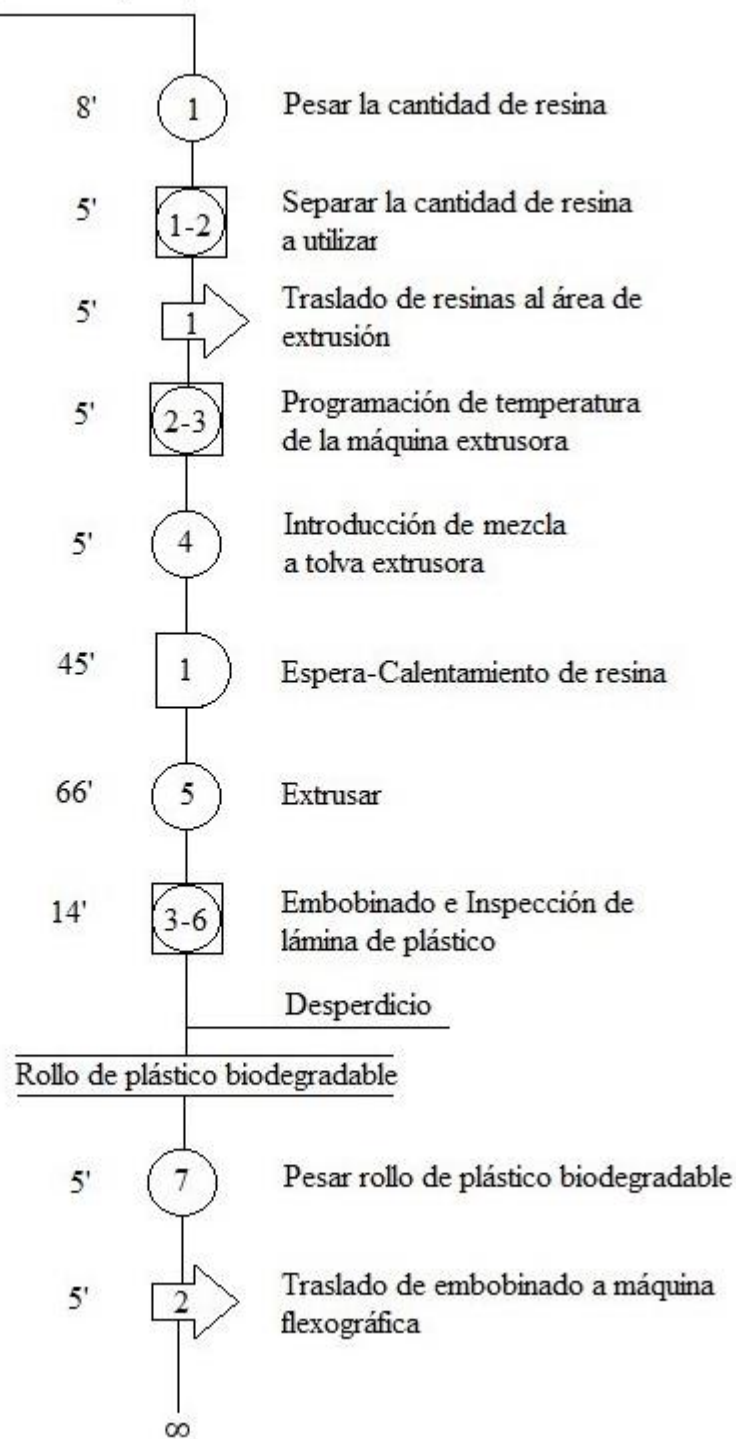 8' 1 Pesar la cantidad de resina
5' 1-2 Separar la cantidad de resina
a utilizar
5' 1 Traslado de resinas al área de
extrusión
5' 2-3 Programación de temperatura
de la máquina extrusora
5' 4 Introducción de mezcla
a tolva extrusora
45' 1 Espera-Calentamiento de resina
66' 5 Extrusar
14' 3-6 Embobinado e Inspección de
lámina de plástico
Desperdicio
Rollo de plástico biodegradable
5' 7 Pesar rollo de plástico biodegradable
5' 2 Traslado de embobinado a máquina
flexográfica
∞